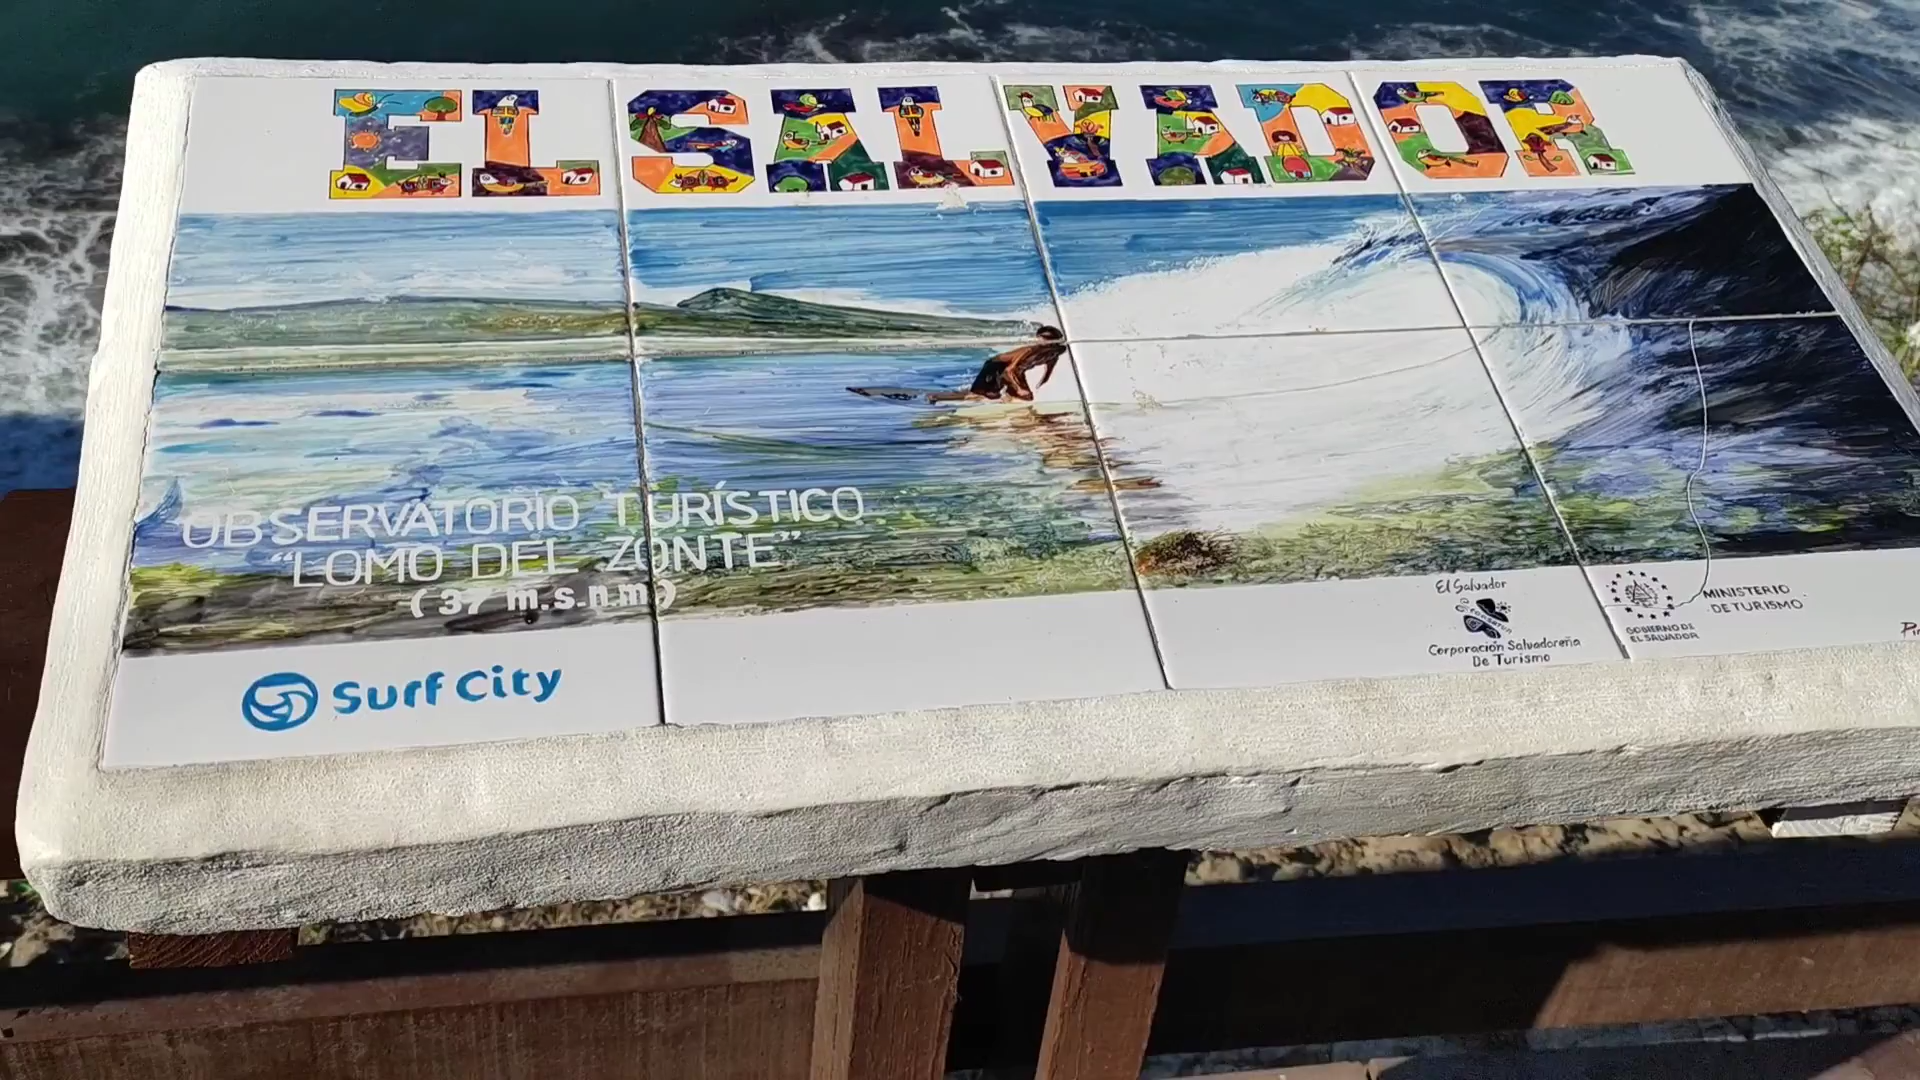 EL SALVADOR
OBSERVATORIO TURÍSTICO
"LOMO DEL ZONTE"
(37 m.s.n.m)
Surf City
El Salvador
CORSATUR
Corporación Salvadoreña
De Turismo
GOBIERNO DE
EL SALVADOR
MINISTERIO
DE TURISMO